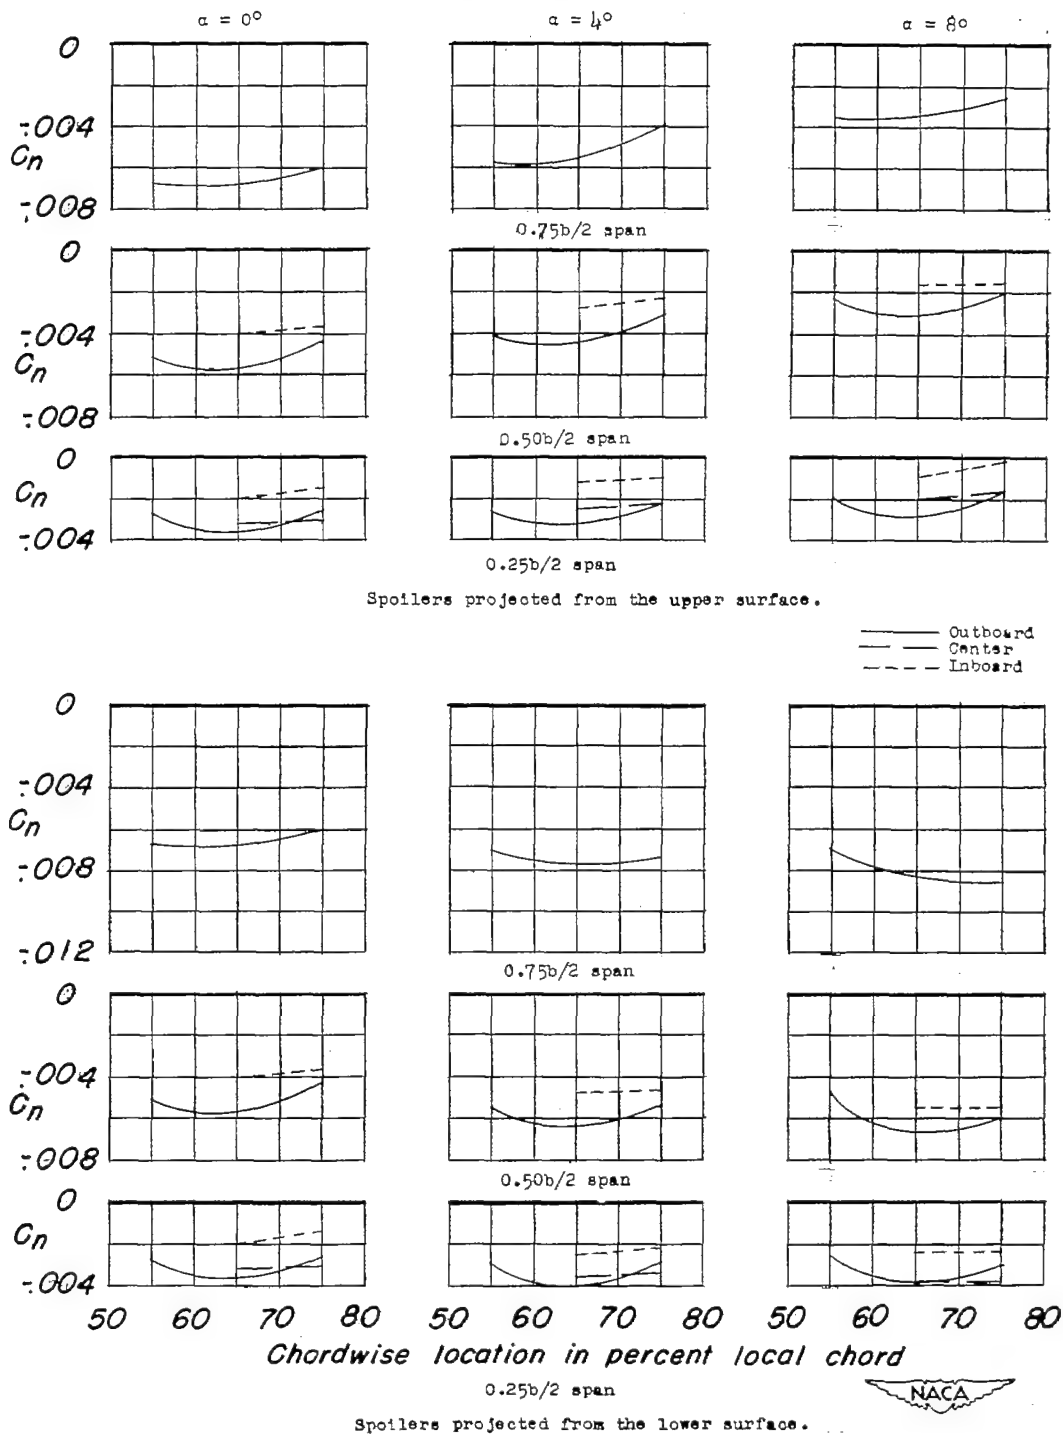 α = 0° α = 4° α = 8°
0
-.004
Cn
-.008
0.75b/2 span
0
-.004
Cn
-.008
0.50b/2 span
0
Cn
-.004
0.25b/2 span
Spoilers projected from the upper surface.
Outboard
Center
Inboard
0
-.004
Cn
-.008
-.012
0.75b/2 span
0
-.004
Cn
-.008
0.50b/2 span
0
Cn
-.004
50 60 70 80 50 60 70 80 50 60 70 80
Chordwise location in percent local chord
0.25b/2 span
NACA
Spoilers projected from the lower surface.